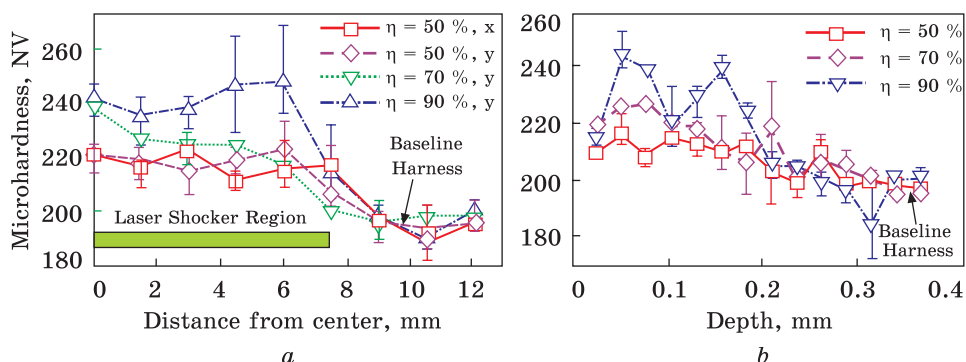 Microhardness, NV
260
240
220
200
180
η = 50 %, x
η = 50 %, y
η = 70 %, y
η = 90 %, y
Baseline
Harness
Laser Shocker Region
0 2 4 6 8 10 12
Distance from center, mm
a
260
240
220
200
180
η = 50 %
η = 70 %
η = 90 %
Baseline
Harness
0 0.1 0.2 0.3 0.4
Depth, mm
b